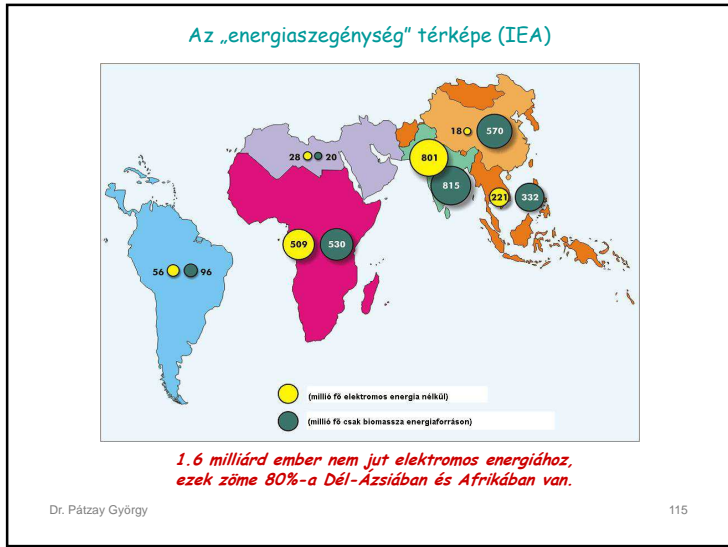 Az „energiaszegénység” térképe (IEA)
18
570
28
20
801
815
221
332
509
530
56
96
(millió fő elektromos energia nélkül)
(millió fő csak biomassza energiaforráson)
1.6 milliárd ember nem jut elektromos energiához,
ezek zöme 80%-a Dél-Ázsiában és Afrikában van.
Dr. Pátzay György
115